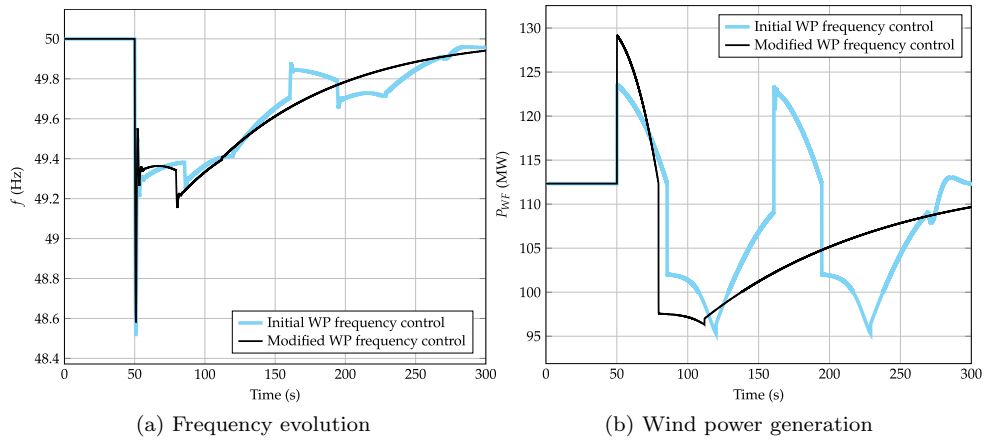 50
49.8
49.6
49.4
49.2
49
48.8
48.6
48.4
f (Hz)
0 50 100 150 200 250 300
Time (s)
Initial WP frequency control
Modified WP frequency control
(a) Frequency evolution
130
125
120
115
110
105
100
95
P_WF (MW)
0 50 100 150 200 250 300
Time (s)
Initial WP frequency control
Modified WP frequency control
(b) Wind power generation